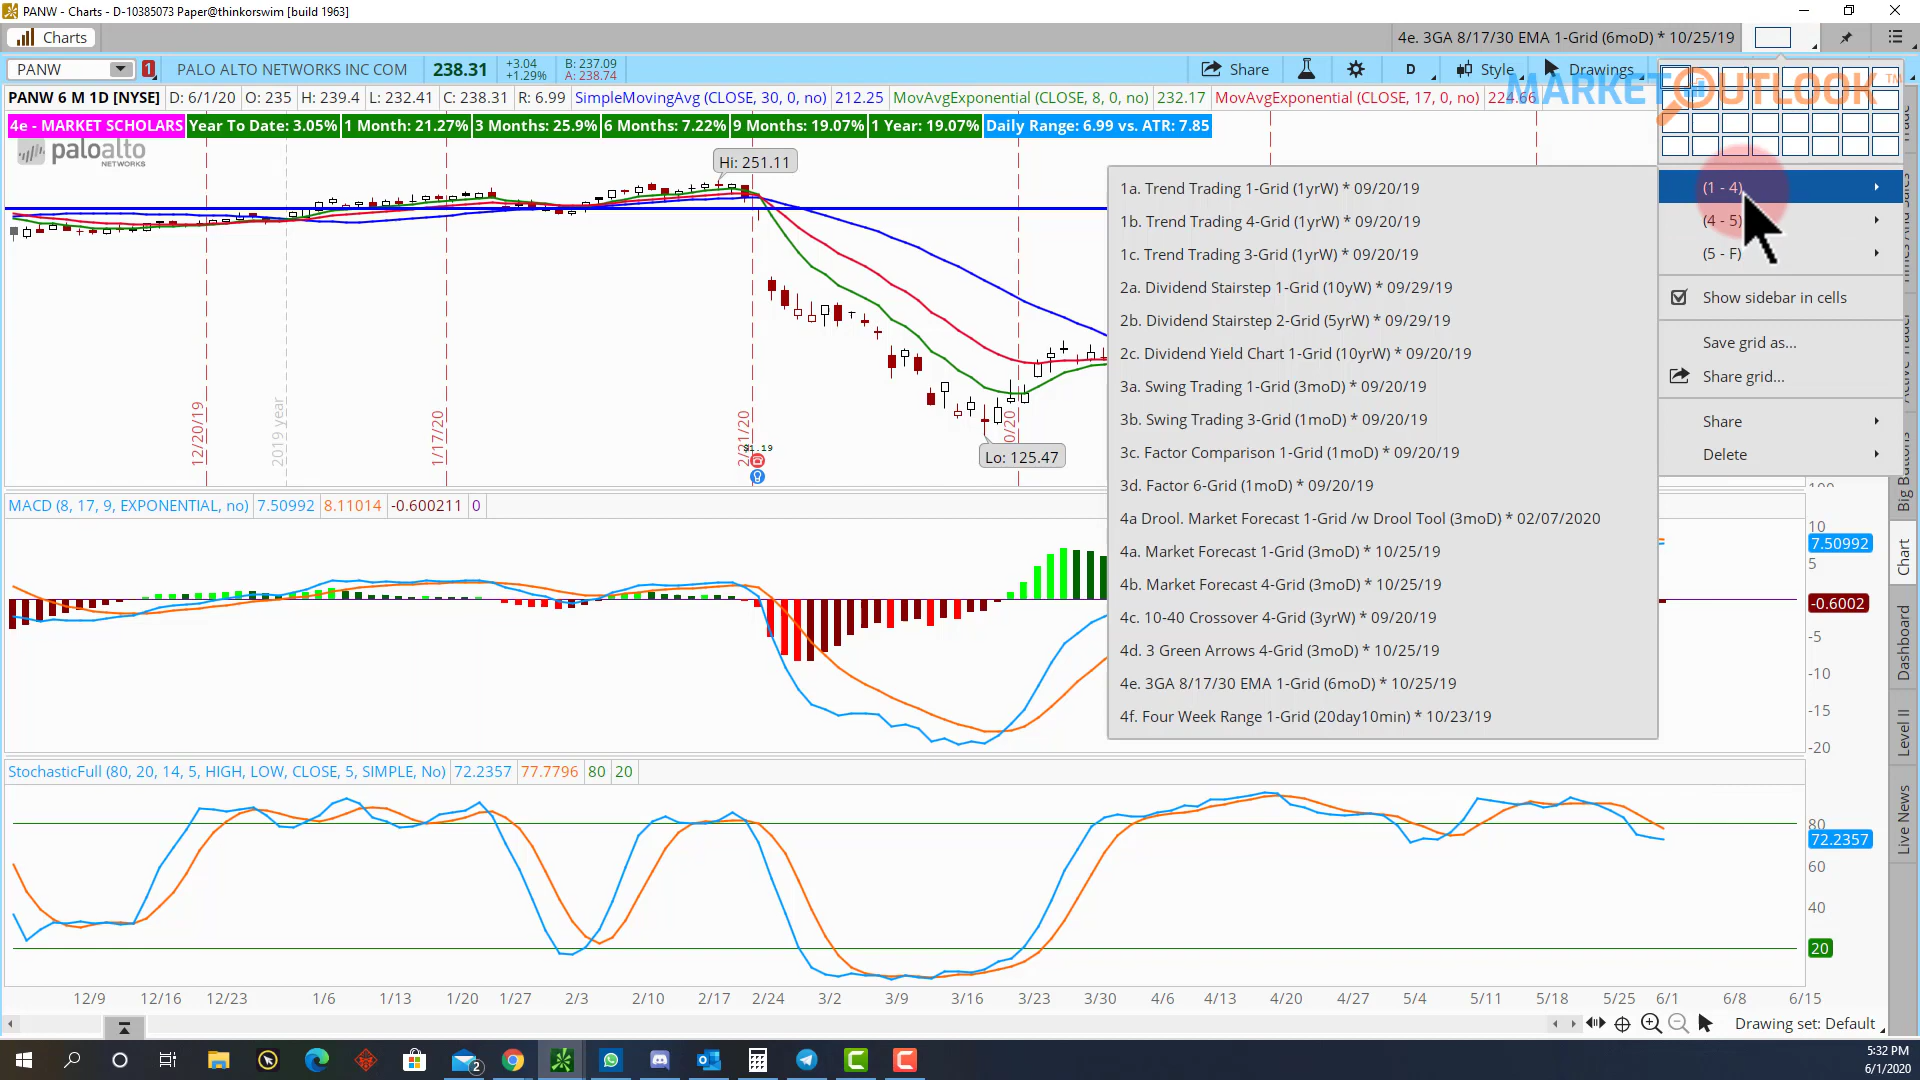 PANW - Charts - D-10385073 Paper@thinkorswim [build 1963]
Charts
4e. 3GA 8/17/30 EMA 1-Grid (6moD) * 10/25/19
PANW
1
PALO ALTO NETWORKS INC COM
238.31
+3.04
+1.29%
B: 237.09
A: 238.74
Share
D
Style
Drawings
MARKET OUTLOOK™
PANW 6 M 1D [NYSE]
D: 6/1/20
O: 235
H: 239.4
L: 232.41
C: 238.31
R: 6.99
SimpleMovingAvg (CLOSE, 30, 0, no)
212.25
MovAvgExponential (CLOSE, 8, 0, no)
232.17
MovAvgExponential (CLOSE, 17, 0, no)
224.66
4e - MARKET SCHOLARS
Year To Date: 3.05%
1 Month: 21.27%
3 Months: 25.9%
6 Months: 7.22%
9 Months: 19.07%
1 Year: 19.07%
Daily Range: 6.99 vs. ATR: 7.85
paloalto
NETWORKS
Hi: 251.11
Lo: 125.47
12/20/19
2019 year
1/17/20
2/21/20
$1.19
1a. Trend Trading 1-Grid (1yrW) * 09/20/19
1b. Trend Trading 4-Grid (1yrW) * 09/20/19
1c. Trend Trading 3-Grid (1yrW) * 09/20/19
2a. Dividend Stairstep 1-Grid (10yW) * 09/29/19
2b. Dividend Stairstep 2-Grid (5yrW) * 09/29/19
2c. Dividend Yield Chart 1-Grid (10yrW) * 09/20/19
3a. Swing Trading 1-Grid (3moD) * 09/20/19
3b. Swing Trading 3-Grid (1moD) * 09/20/19
3c. Factor Comparison 1-Grid (1moD) * 09/20/19
3d. Factor 6-Grid (1moD) * 09/20/19
4a Drool. Market Forecast 1-Grid /w Drool Tool (3moD) * 02/07/2020
4a. Market Forecast 1-Grid (3moD) * 10/25/19
4b. Market Forecast 4-Grid (3moD) * 10/25/19
4c. 10-40 Crossover 4-Grid (3yrW) * 09/20/19
4d. 3 Green Arrows 4-Grid (3moD) * 10/25/19
4e. 3GA 8/17/30 EMA 1-Grid (6moD) * 10/25/19
4f. Four Week Range 1-Grid (20day10min) * 10/23/19
(1 - 4)
(4 - 5)
(5 - F)
Show sidebar in cells
Save grid as...
Share grid...
Share
Delete
Chart
Dashboard
Level II
Live News
MACD (8, 17, 9, EXPONENTIAL, no)
7.50992
8.11014
-0.600211
0
10
7.50992
5
-0.6002
-5
-10
-15
-20
StochasticFull (80, 20, 14, 5, HIGH, LOW, CLOSE, 5, SIMPLE, No)
72.2357
77.7796
80
20
80
72.2357
60
40
20
12/9
12/16
12/23
1/6
1/13
1/20
1/27
2/3
2/10
2/17
2/24
3/2
3/9
3/16
3/23
3/30
4/6
4/13
4/20
4/27
5/4
5/11
5/18
5/25
6/1
6/8
6/15
Drawing set: Default
2
5:32 PM
6/1/2020